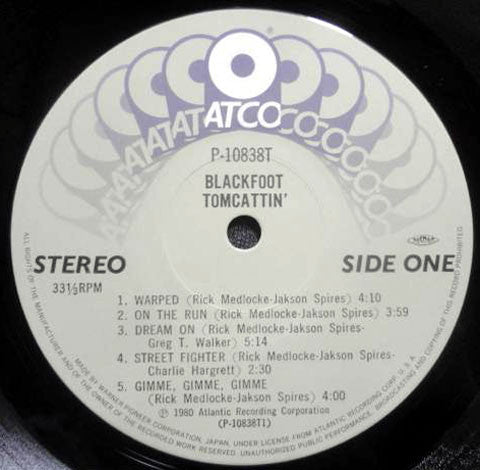 ATATATATATCOCOCOCOCO
P-10838T
BLACKFOOT
TOMCATTIN'
STEREO
SIDE ONE
33⅓RPM
1. WARPED (Rick Medlocke-Jakson Spires) 4:10
2. ON THE RUN (Rick Medlocke-Jakson Spires) 3:59
3. DREAM ON (Rick Medlocke-Jakson Spires-
Greg T. Walker) 5:14
4. STREET FIGHTER (Rick Medlocke-Jakson Spires-
Charlie Hargrett) 2:30
5. GIMME, GIMME, GIMME
(Rick Medlocke-Jakson Spires) 4:00
℗ 1980 Atlantic Recording Corporation
(P-10838T1)
MADE BY WARNER-PIONEER CORPORATION, JAPAN, UNDER LICENSE FROM ATLANTIC RECORDING CORP. U.S.A.
ALL RIGHTS OF THE MANUFACTURER AND OF THE OWNER OF THE RECORDED WORK RESERVED. UNAUTHORIZED PUBLIC PERFORMANCE, BROADCASTING AND COPYING OF THIS RECORD PROHIBITED